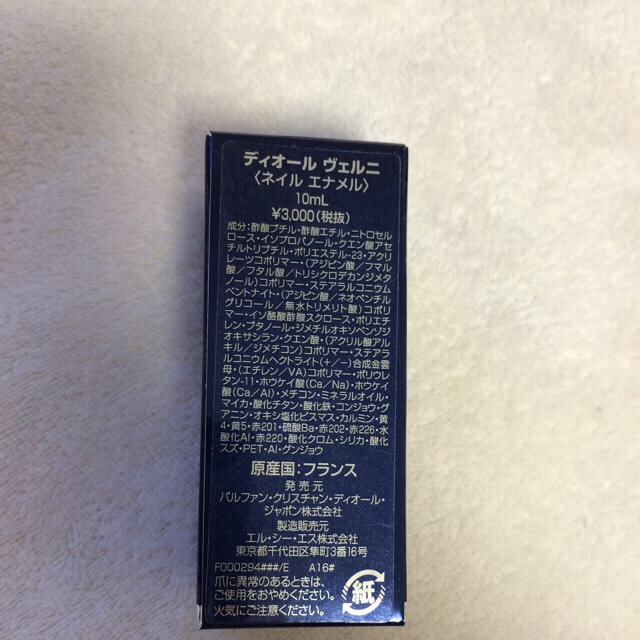 ディオール ヴェルニ
〈ネイル エナメル〉
10mL
¥3,000(税抜)
成分:酢酸ブチル・酢酸エチル・ニトロセル
ロース・イソプロパノール・クエン酸アセ
チルトリブチル・ポリエステル-23・アクリ
レーツコポリマー・(アジピン酸/フマル
酸/フタル酸/トリシクロデカンジメタ
ノール)コポリマー・ステアラルコニウム
ベントナイト・(アジピン酸/ネオペンチル
グリコール/無水トリメリト酸)コポリ
マー・イソ酪酸酢酸スクロース・ポリエチ
レン・ブタノール・ジメチルオキソベンゾジ
オキサシラン・クエン酸・(アクリル酸アル
キル/ジメチコン)コポリマー・ステアラ
ルコニウムヘクトライト(+/-)合成金雲
母・(エチレン/VA)コポリマー・ポリウレ
タン-11・ホウケイ酸(Ca/Na)・ホウケイ
酸(Ca/Al)・メチコン・ミネラルオイル・
マイカ・酸化チタン・酸化鉄・コンジョウ・グ
アニン・オキシ塩化ビスマス・カルミン・黄
4・黄5・赤201・硫酸Ba・赤202・赤226・水
酸化Al・赤220・酸化クロム・シリカ・酸化
スズ・PET・Al・グンジョウ
原産国:フランス
発売元
パルファン・クリスチャン・ディオール・
ジャポン株式会社
製造販売元
エル・シー・エス株式会社
東京都千代田区隼町3番16号
F000294###/E A16#
爪に異常のあるときは、
ご使用をおやめください。
火気にご注意ください。
紙